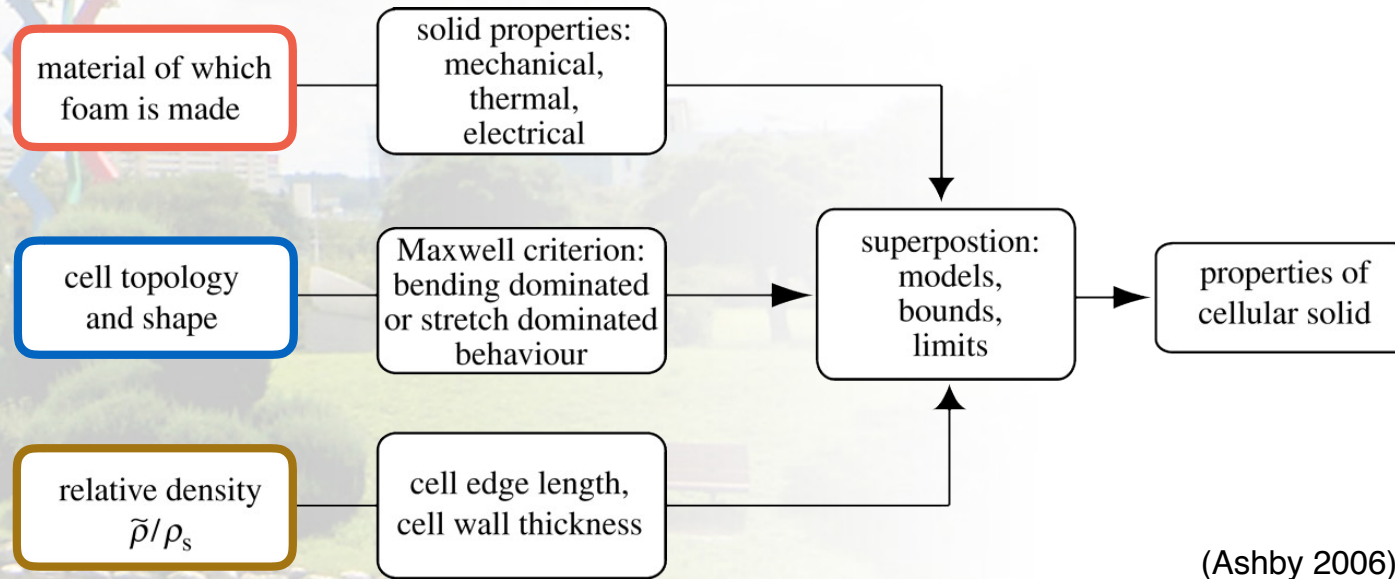 material of which
foam is made
solid properties:
mechanical,
thermal,
electrical
cell topology
and shape
Maxwell criterion:
bending dominated
or stretch dominated
behaviour
superpostion:
models,
bounds,
limits
properties of
cellular solid
relative density
ρ̃/ρₛ
cell edge length,
cell wall thickness
(Ashby 2006)